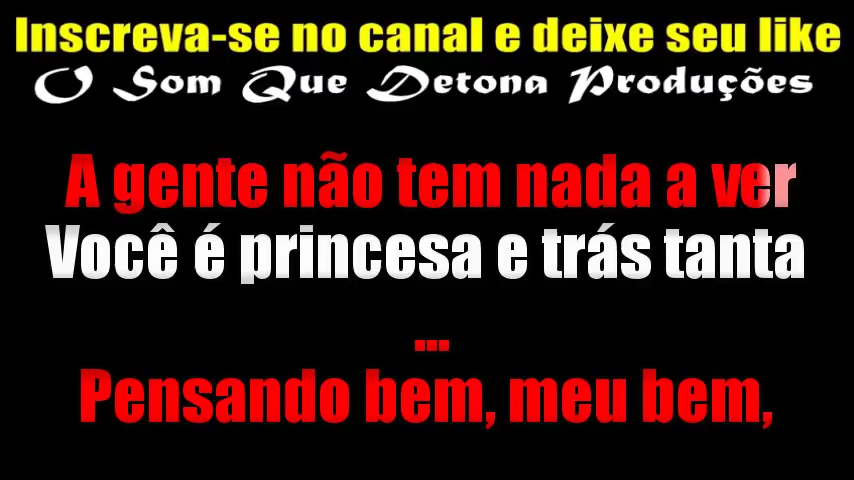 Inscreva-se no canal e deixe seu like
O Som Que Detona Produções
A gente não tem nada a ver
Você é princesa e trás tanta
...
Pensando bem, meu bem,